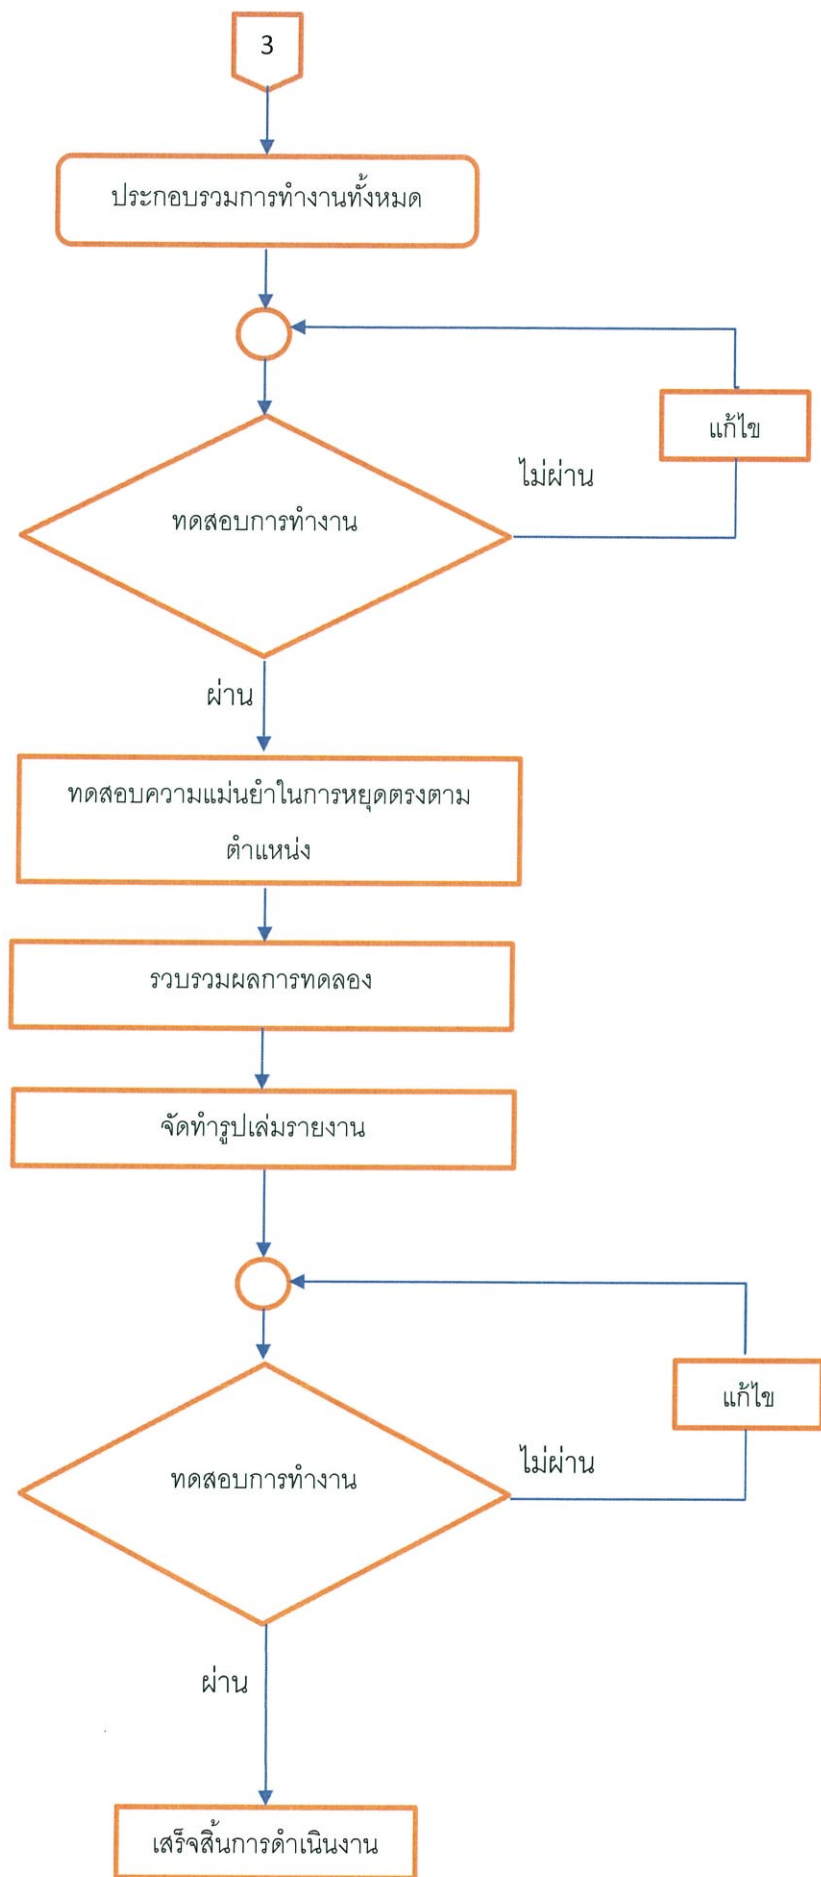 3
ประกอบรวมการทำงานทั้งหมด
แก้ไข
ไม่ผ่าน
ทดสอบการทำงาน
ผ่าน
ทดสอบความแม่นยำในการหยุดตรงตาม
ตำแหน่ง
รวบรวมผลการทดลอง
จัดทำรูปเล่มรายงาน
แก้ไข
ไม่ผ่าน
ทดสอบการทำงาน
ผ่าน
เสร็จสิ้นการดำเนินงาน